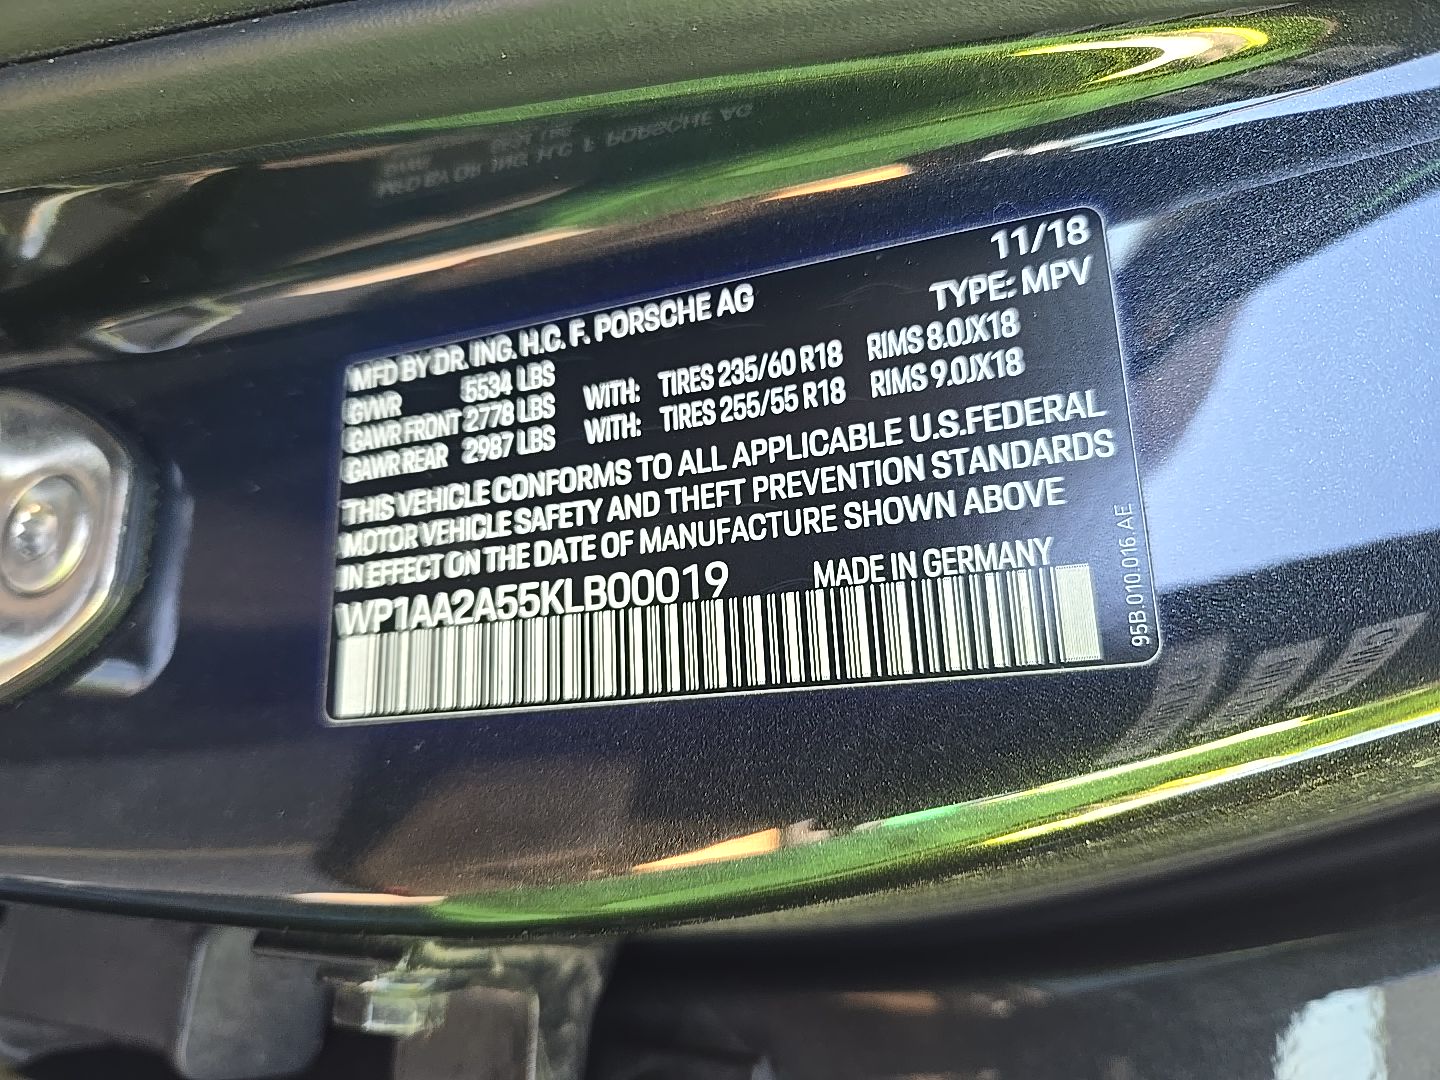 11/18
MFD BY DR. ING. H.C. F. PORSCHE AG TYPE: MPV
GVWR 5534 LBS
GAWR FRONT 2778 LBS WITH: TIRES 235/60 R18 RIMS 8.0JX18
GAWR REAR 2987 LBS WITH: TIRES 255/55 R18 RIMS 9.0JX18
THIS VEHICLE CONFORMS TO ALL APPLICABLE U.S.FEDERAL
MOTOR VEHICLE SAFETY AND THEFT PREVENTION STANDARDS
IN EFFECT ON THE DATE OF MANUFACTURE SHOWN ABOVE
WP1AA2A55KLB00019 MADE IN GERMANY
95B.010.016 AE